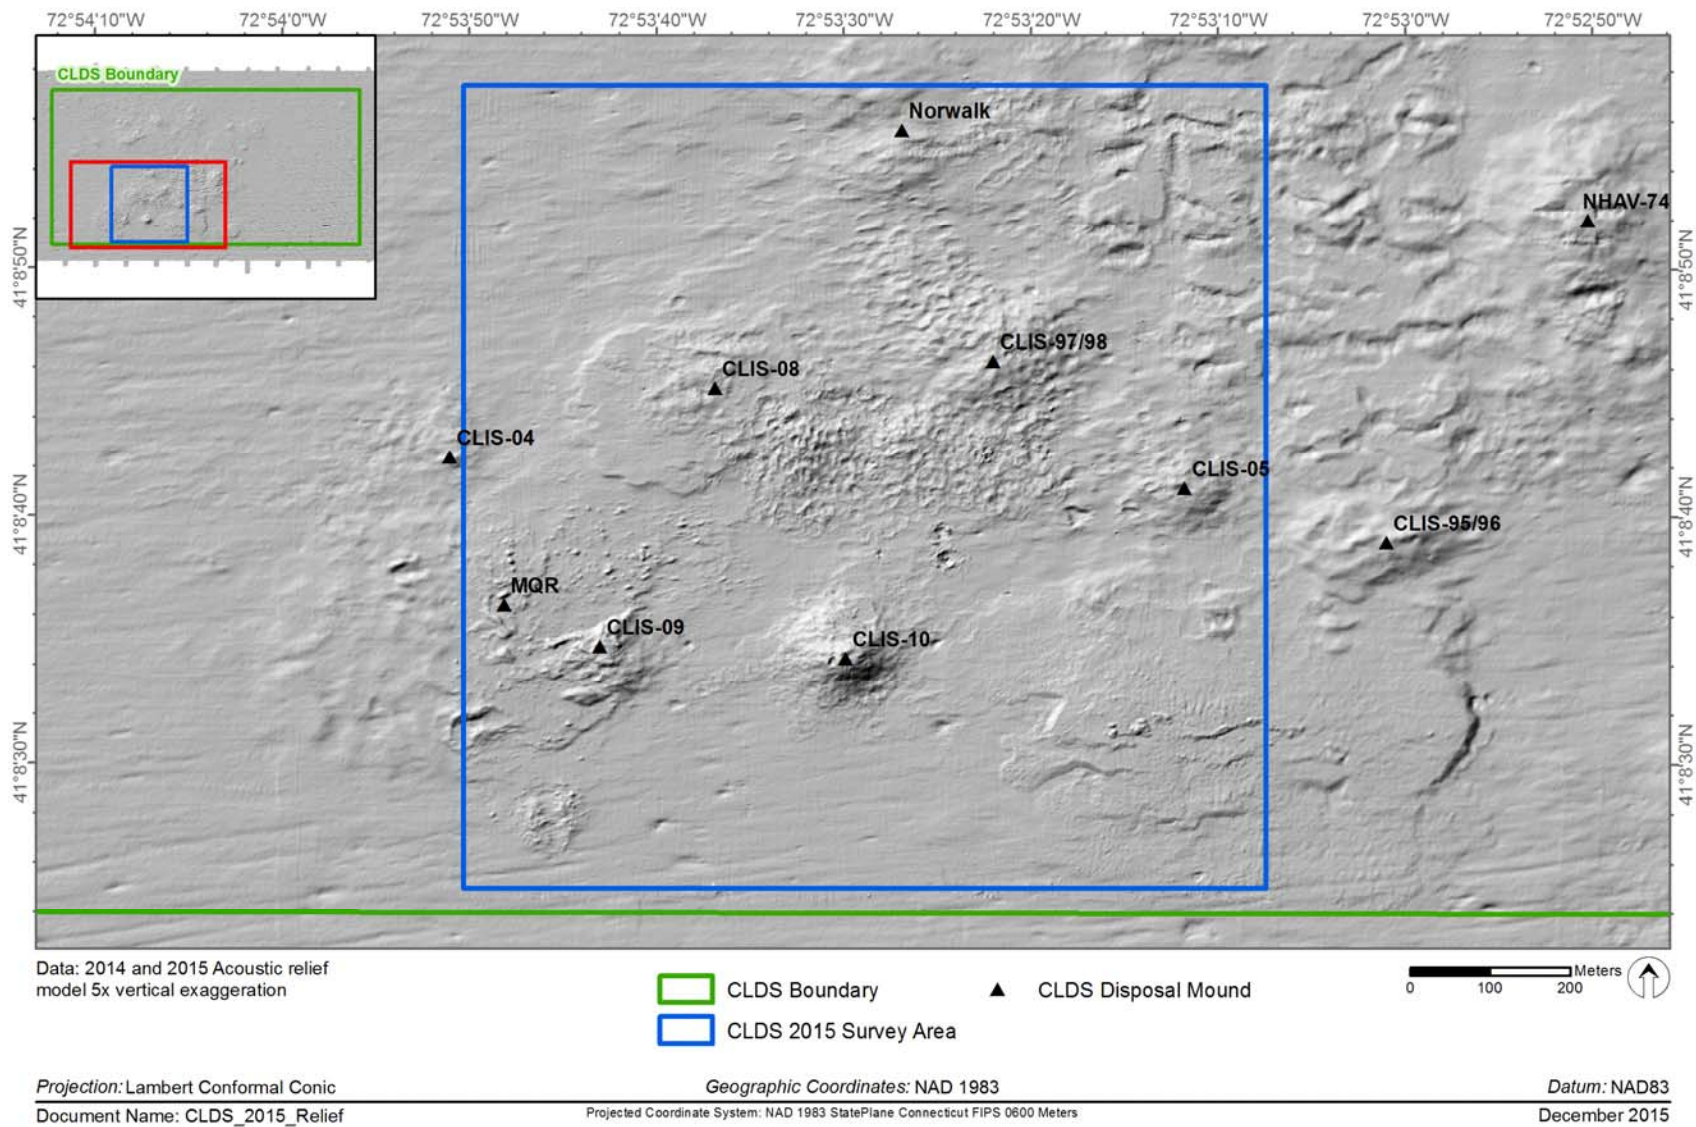 72°54'10"W 72°54'0"W 72°53'50"W 72°53'40"W 72°53'30"W 72°53'20"W 72°53'10"W 72°53'0"W 72°52'50"W
CLDS Boundary
Norwalk
NHAV-74
41°8'50"N
41°8'50"N
CLIS-97/98
CLIS-08
CLIS-04
CLIS-05
41°8'40"N
41°8'40"N
CLIS-95/96
MQR
CLIS-09
CLIS-10
41°8'30"N
41°8'30"N
Data: 2014 and 2015 Acoustic relief
model 5x vertical exaggeration
CLDS Boundary
CLDS Disposal Mound
CLDS 2015 Survey Area
Meters
0 100 200
Projection: Lambert Conformal Conic
Geographic Coordinates: NAD 1983
Datum: NAD83
Document Name: CLDS_2015_Relief
Projected Coordinate System: NAD 1983 StatePlane Connecticut FIPS 0600 Meters
December 2015